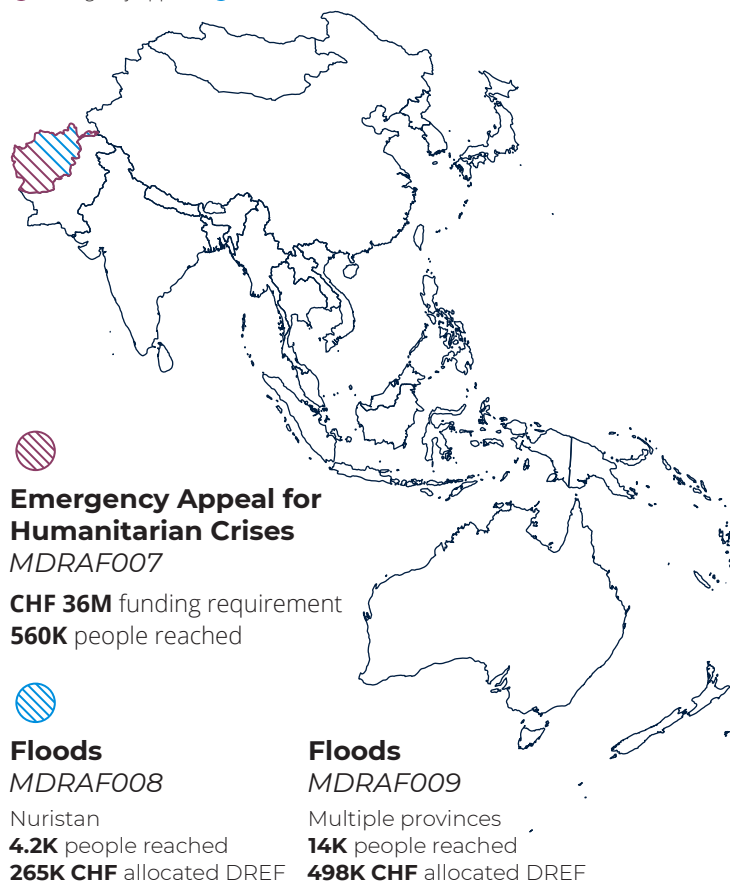 Emergency Appeal for
Humanitarian Crises
MDRAF007
CHF 36M funding requirement
560K people reached
Floods
MDRAF008
Nuristan
4.2K people reached
265K CHF allocated DREF
Floods
MDRAF009
Multiple provinces
14K people reached
498K CHF allocated DREF